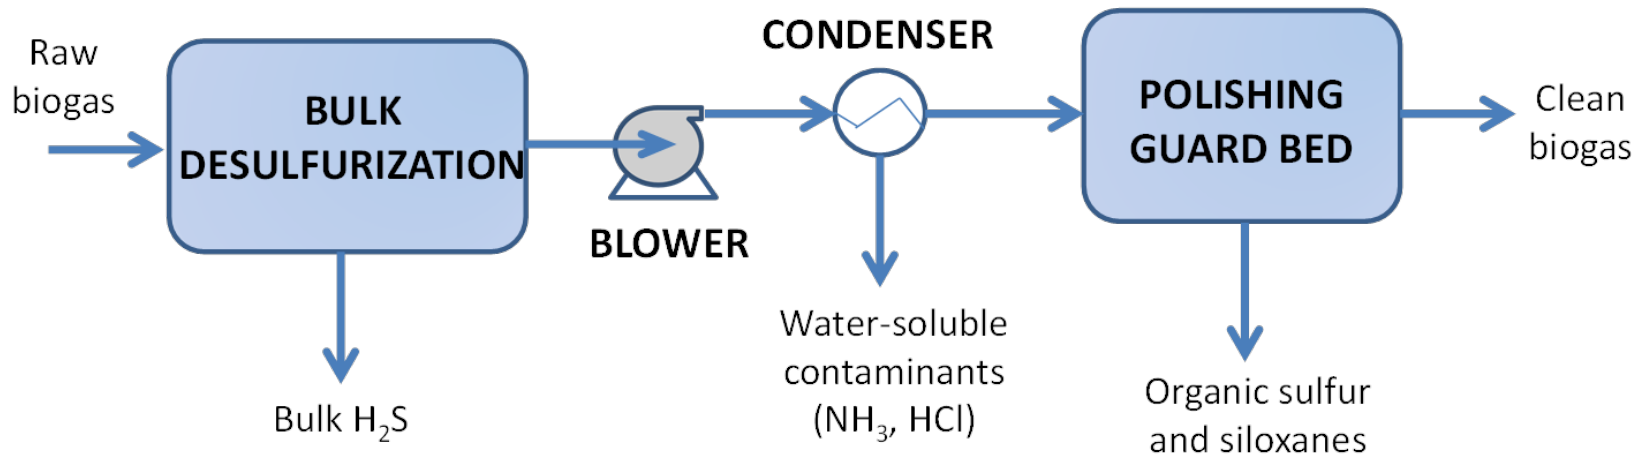 Raw
biogas
BULK
DESULFURIZATION
Bulk H₂S
BLOWER
CONDENSER
Water-soluble
contaminants
(NH₃, HCl)
POLISHING
GUARD BED
Organic sulfur
and siloxanes
Clean
biogas